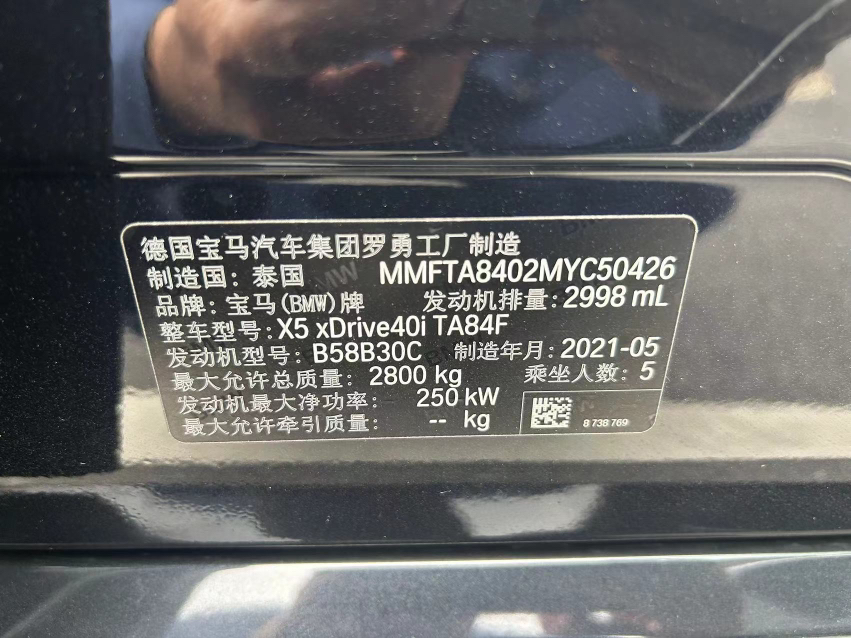 德国宝马汽车集团罗勇工厂制造
制造国: 泰国 MMFTA8402MYC50426
品牌: 宝马(BMW)牌 发动机排量: 2998 mL
整车型号: X5 xDrive40i TA84F
发动机型号: B58B30C 制造年月: 2021-05
最大允许总质量: 2800 kg 乘坐人数: 5
发动机最大净功率: 250 kW
最大允许牵引质量: -- kg
8 738 769